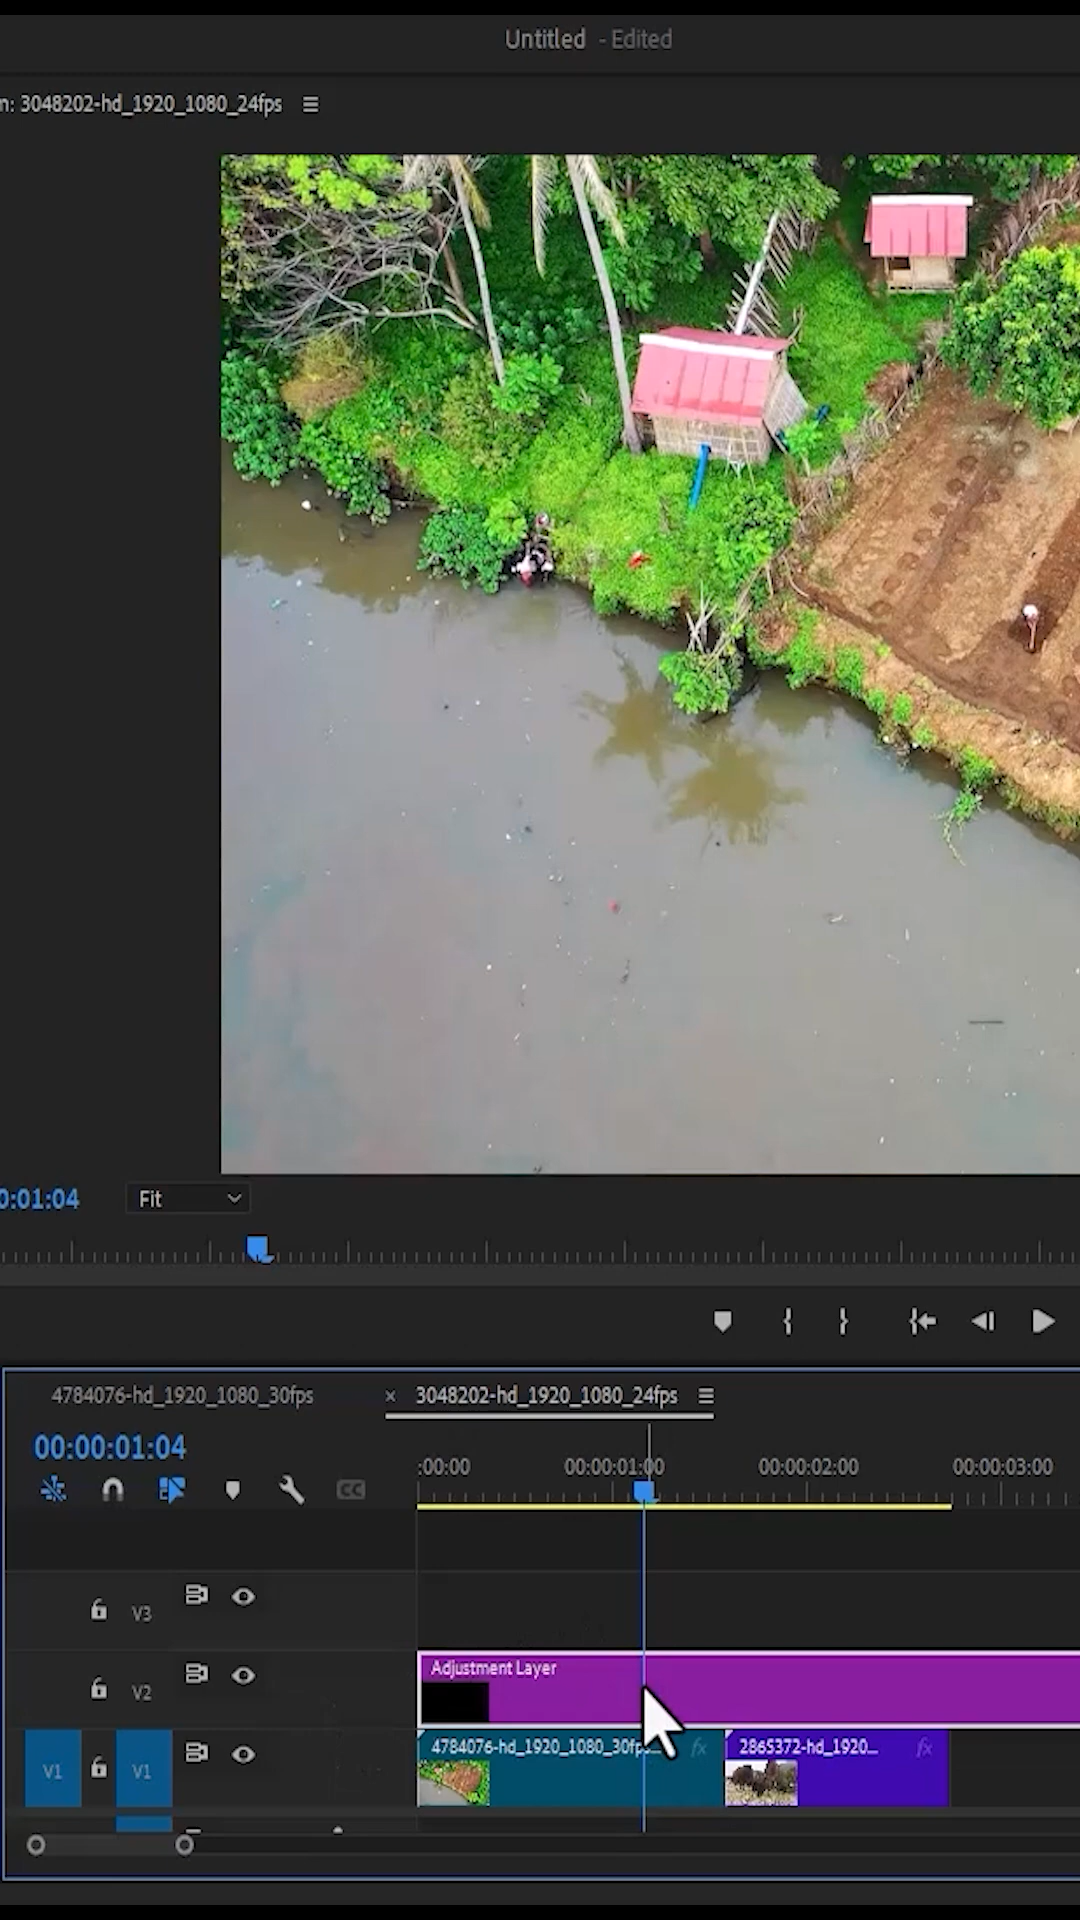 Untitled - Edited
n: 3048202-hd_1920_1080_24fps
0:01:04
Fit
4784076-hd_1920_1080_30fps
× 3048202-hd_1920_1080_24fps
00:00:01:04
:00:00 00:00:01:00 00:00:02:00 00:00:03:00
CC
V3
Adjustment Layer
V2
4784076-hd_1920_1080_30fps... fx 2865372-hd_1920... fx
V1 V1